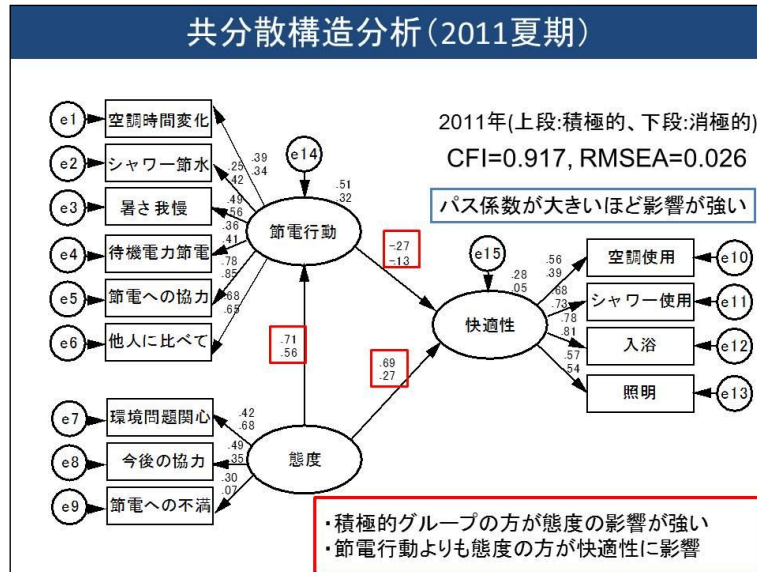 共分散構造分析(2011夏期)
2011年(上段:積極的、下段:消極的)
CFI=0.917, RMSEA=0.026
パス係数が大きいほど影響が強い
e1
空調時間変化
e2
シャワー節水
e3
暑さ我慢
e4
待機電力節電
e5
節電への協力
e6
他人に比べて
.39
.34
.25
.42
.49
.56
.36
.41
.78
.85
.68
.65
e14
.51
.32
節電行動
-.27
-.13
e15
.28
.05
快適性
.56
.39
空調使用
e10
.68
.73
シャワー使用
e11
.78
.81
入浴
e12
.57
.54
照明
e13
.71
.56
.69
.27
e7
環境問題関心
e8
今後の協力
e9
節電への不満
.42
.68
.49
.35
.30
.07
態度
・積極的グループの方が態度の影響が強い
・節電行動よりも態度の方が快適性に影響